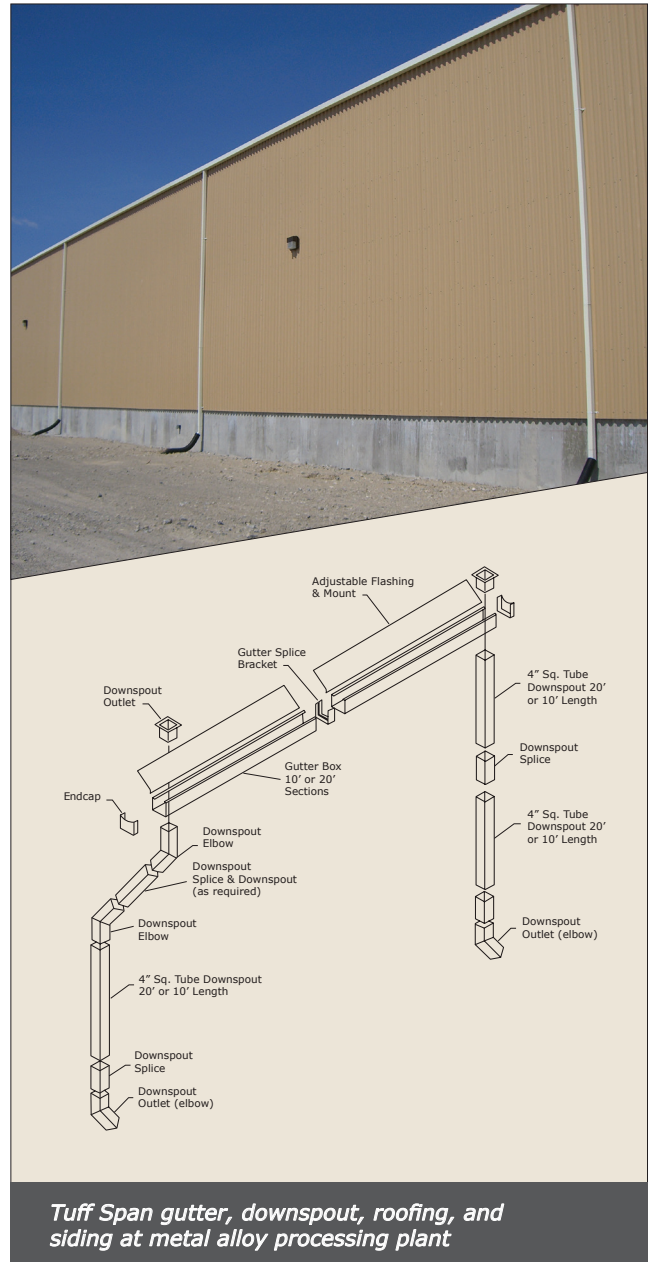 Adjustable Flashing
& Mount
Gutter Splice
Bracket
4” Sq. Tube
Downspout 20’
or 10’ Length
Downspout
Outlet
Downspout
Splice
Gutter Box
10’ or 20’
Sections
Endcap
4” Sq. Tube
Downspout 20’
or 10’ Length
Downspout
Elbow
Downspout
Splice & Downspout
(as required)
Downspout
Elbow
Downspout
Outlet (elbow)
4” Sq. Tube Downspout
20’ or 10’ Length
Downspout
Splice
Downspout
Outlet (elbow)
Tuff Span gutter, downspout, roofing, and
siding at metal alloy processing plant